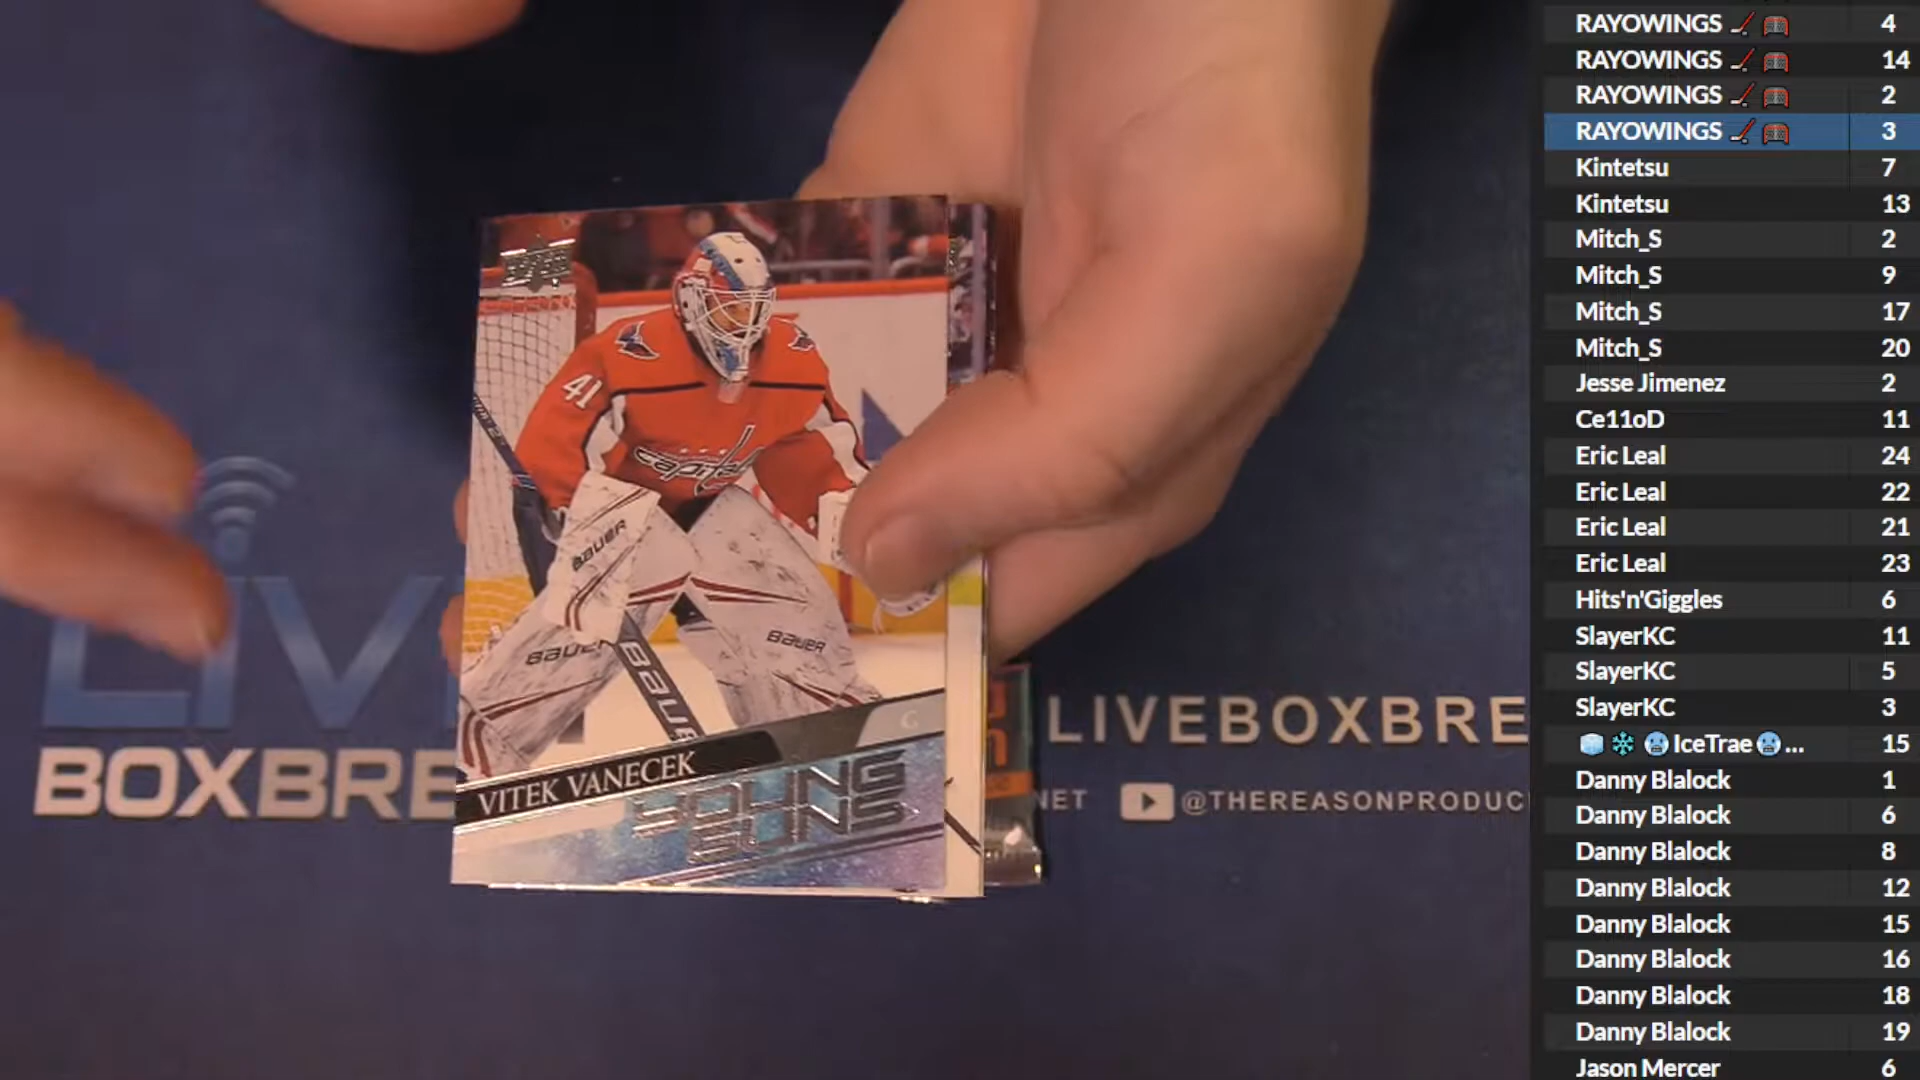 41
capitals
BAUER
BAUER
BAUER
BAUER
G
VITEK VANECEK
YOUNG
GUNS
LIV
BOXBRE
LIVEBOXBRE
NET
@THEREASONPRODUC
RAYOWINGS 4
RAYOWINGS 14
RAYOWINGS 2
RAYOWINGS 3
Kintetsu 7
Kintetsu 13
Mitch_S 2
Mitch_S 9
Mitch_S 17
Mitch_S 20
Jesse Jimenez 2
Ce11oD 11
Eric Leal 24
Eric Leal 22
Eric Leal 21
Eric Leal 23
Hits'n'Giggles 6
SlayerKC 11
SlayerKC 5
SlayerKC 3
🧊 ❄️ 🥶IceTrae🥶... 15
Danny Blalock 1
Danny Blalock 6
Danny Blalock 8
Danny Blalock 12
Danny Blalock 15
Danny Blalock 16
Danny Blalock 18
Danny Blalock 19
Jason Mercer 6